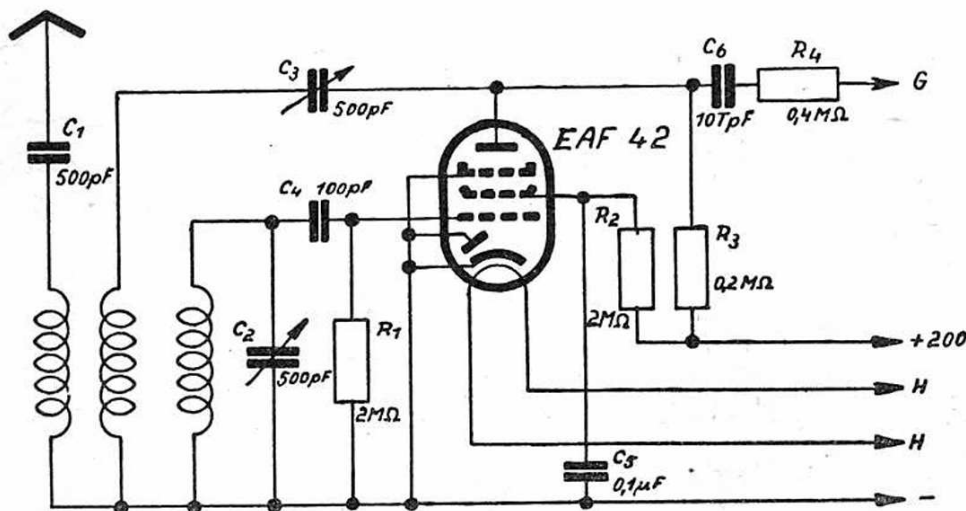 C1
500pF
C3
500pF
C6
10TpF
R4
0,4MΩ
G
EAF 42
C4 100pF
R2
2MΩ
R3
0,2MΩ
C2
500pF
R1
2MΩ
+200
H
H
C5
0,1µF
-